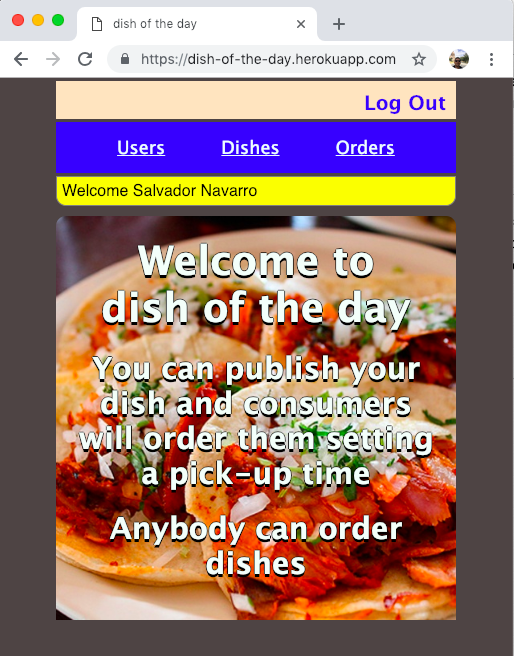 dish of the day
https://dish-of-the-day.herokuapp.com
Log Out
Users Dishes Orders
Welcome Salvador Navarro
Welcome to
dish of the day
You can publish your
dish and consumers
will order them setting
a pick-up time
Anybody can order
dishes